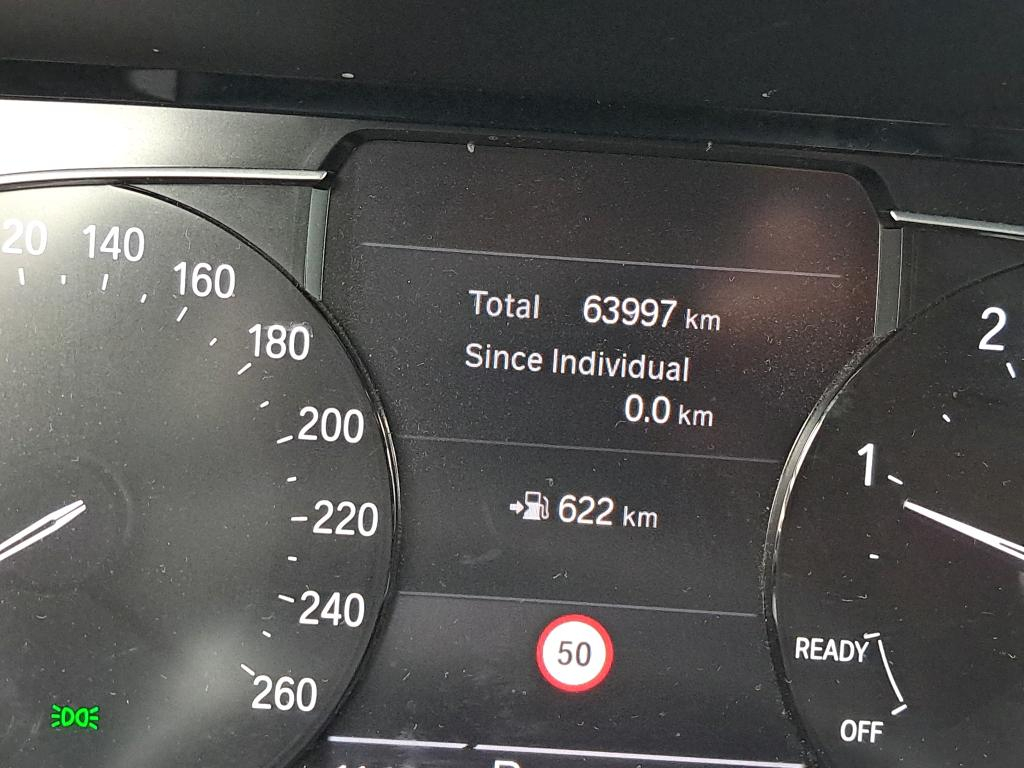 140
160
180
200
220
240
260
Total 63997 km
Since Individual
0.0 km
622 km
50
2
1
READY
OFF